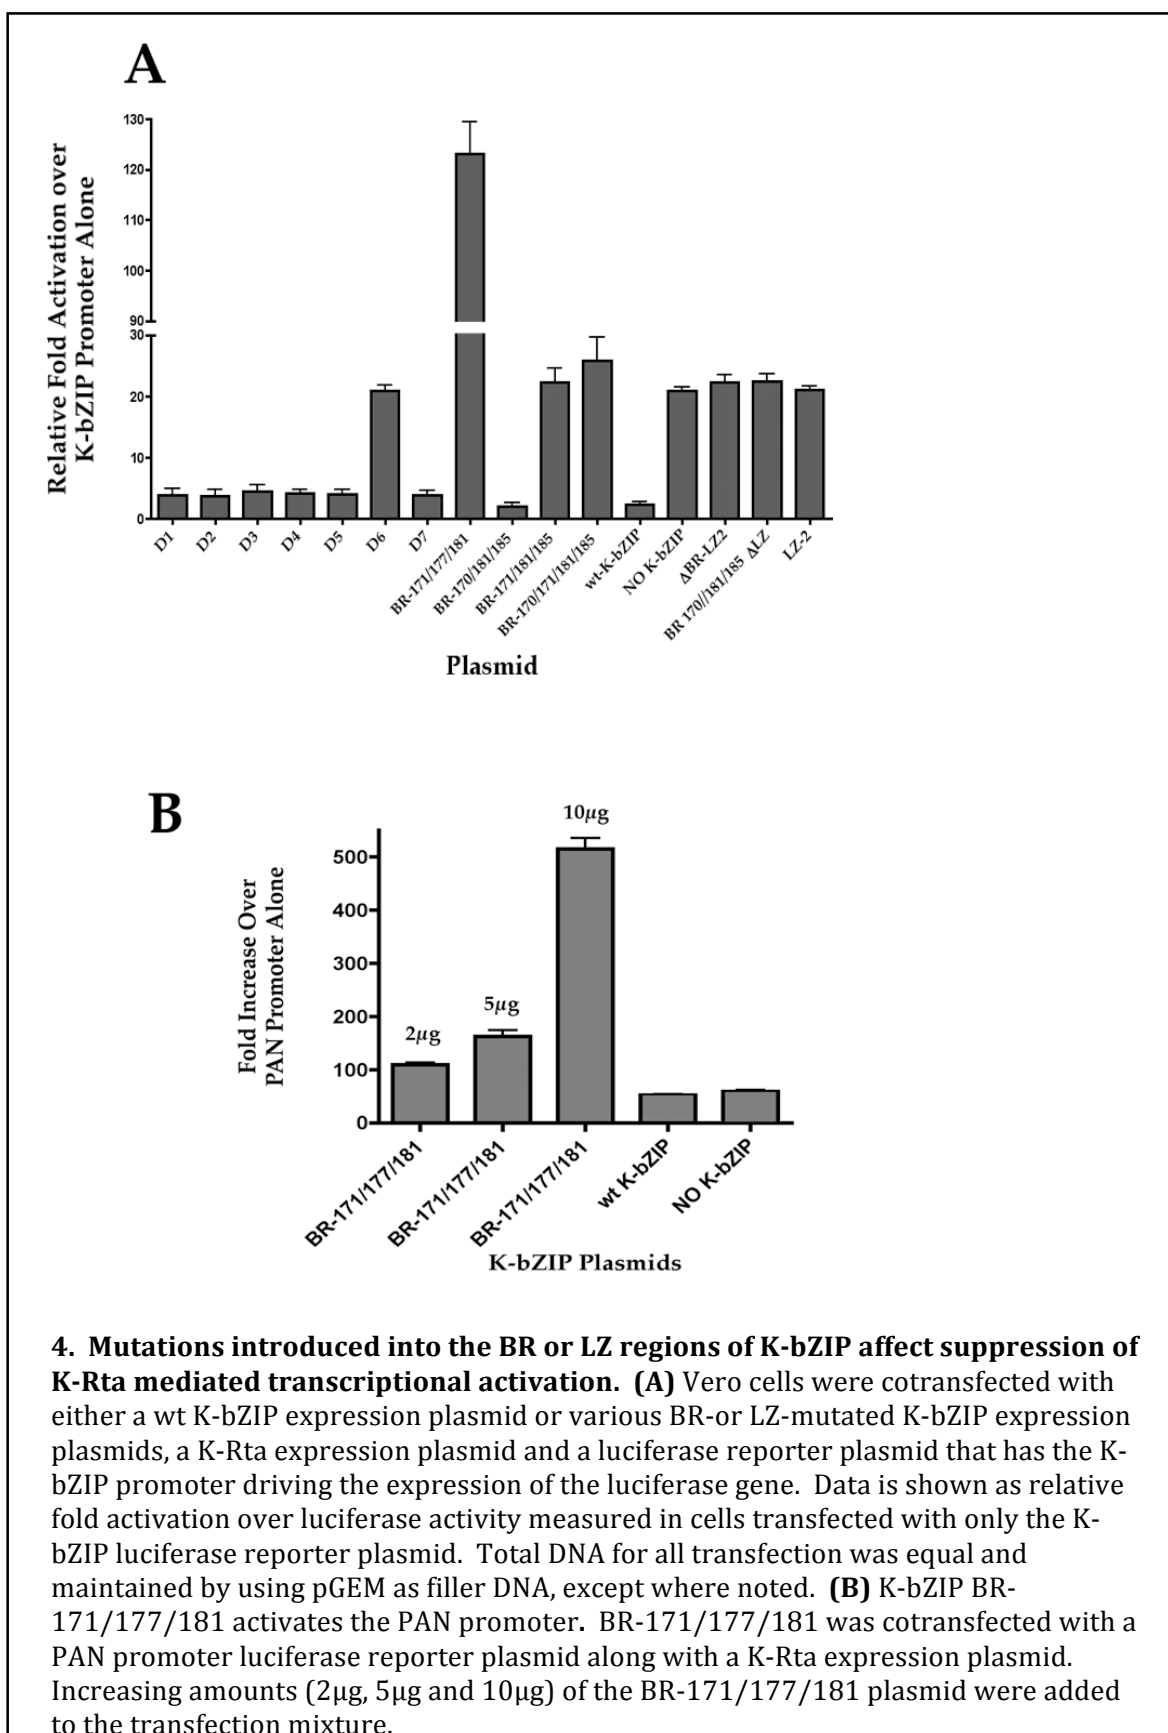 A
Relative Fold Activation over
K-bZIP Promoter Alone
130
120
110
100
90
30
20
10
0
D1
D2
D3
D4
D5
D6
D7
BR-171/177/181
BR-170/181/185
BR-171/181/185
BR-170/171/181/185
wt-K-bZIP
NO K-bZIP
ΔBR-LZ2
BR 170//181/185 ΔLZ
LZ-2
Plasmid
B
Fold Increase Over
PAN Promoter Alone
500
400
300
200
100
0
2μg
5μg
10μg
BR-171/177/181
BR-171/177/181
BR-171/177/181
wt K-bZIP
NO K-bZIP
K-bZIP Plasmids
4. Mutations introduced into the BR or LZ regions of K-bZIP affect suppression of
K-Rta mediated transcriptional activation. (A) Vero cells were cotransfected with
either a wt K-bZIP expression plasmid or various BR-or LZ-mutated K-bZIP expression
plasmids, a K-Rta expression plasmid and a luciferase reporter plasmid that has the K-
bZIP promoter driving the expression of the luciferase gene. Data is shown as relative
fold activation over luciferase activity measured in cells transfected with only the K-
bZIP luciferase reporter plasmid. Total DNA for all transfection was equal and
maintained by using pGEM as filler DNA, except where noted. (B) K-bZIP BR-
171/177/181 activates the PAN promoter. BR-171/177/181 was cotransfected with a
PAN promoter luciferase reporter plasmid along with a K-Rta expression plasmid.
Increasing amounts (2μg, 5μg and 10μg) of the BR-171/177/181 plasmid were added
to the transfection mixture.